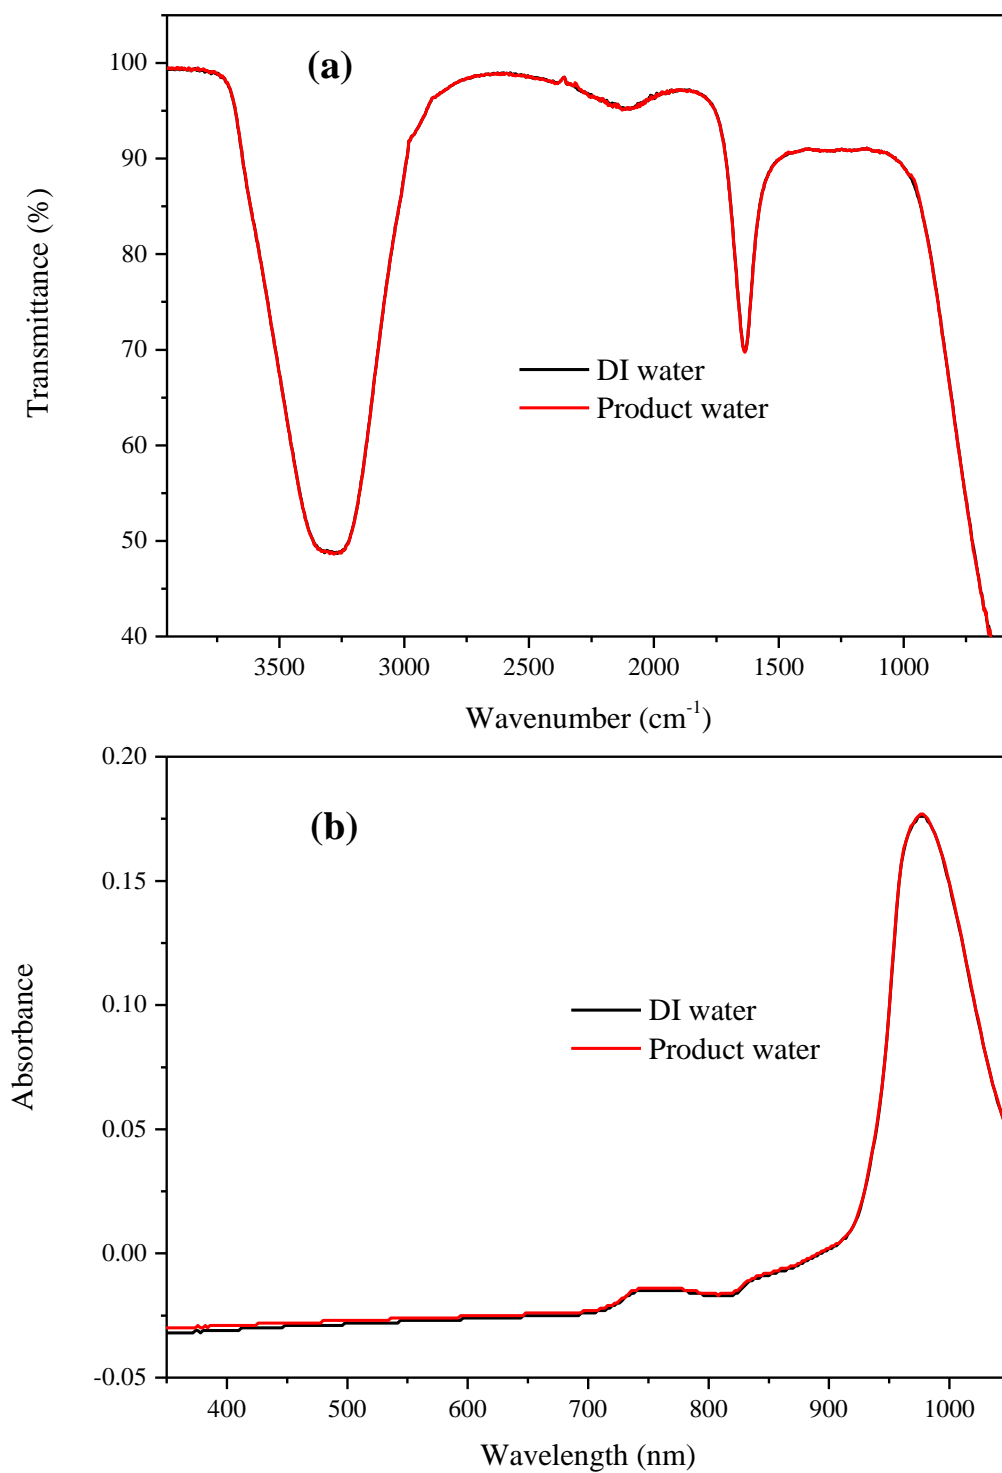 (a)
100
90
80
70
60
50
40
Transmittance (%)
DI water
Product water
3500 3000 2500 2000 1500 1000
Wavenumber (cm⁻¹)
(b)
0.20
0.15
0.10
0.05
0.00
-0.05
Absorbance
DI water
Product water
400 500 600 700 800 900 1000
Wavelength (nm)